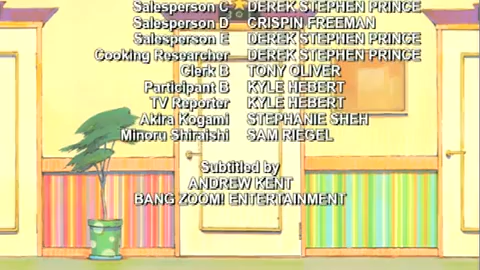 Salesperson C DEREK STEPHEN PRINCE
Salesperson D CRISPIN FREEMAN
Salesperson E DEREK STEPHEN PRINCE
Cooking Researcher DEREK STEPHEN PRINCE
Clerk B TONY OLIVER
Participant B KYLE HEBERT
TV Reporter KYLE HEBERT
Akira Kogami STEPHANIE SHEH
Minoru Shiraishi SAM RIEGEL
Subtitled by
ANDREW KENT
BANG ZOOM! ENTERTAINMENT